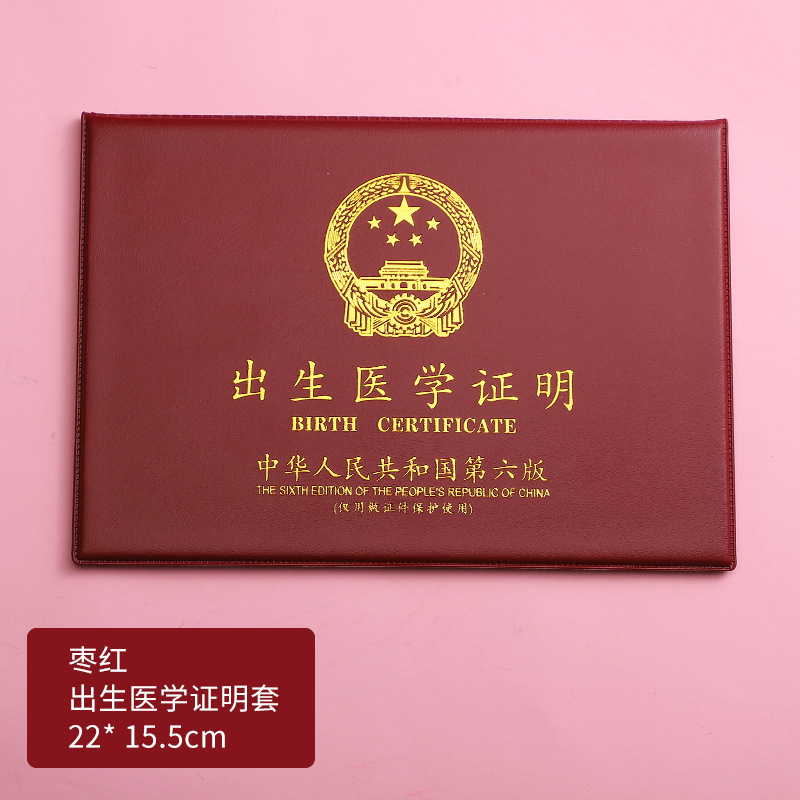 出生医学证明
BIRTH CERTIFICATE
中华人民共和国第六版
THE SIXTH EDITION OF THE PEOPLE'S REPUBLIC OF CHINA
(仅用做证件保护使用)
枣红
出生医学证明套
22* 15.5cm